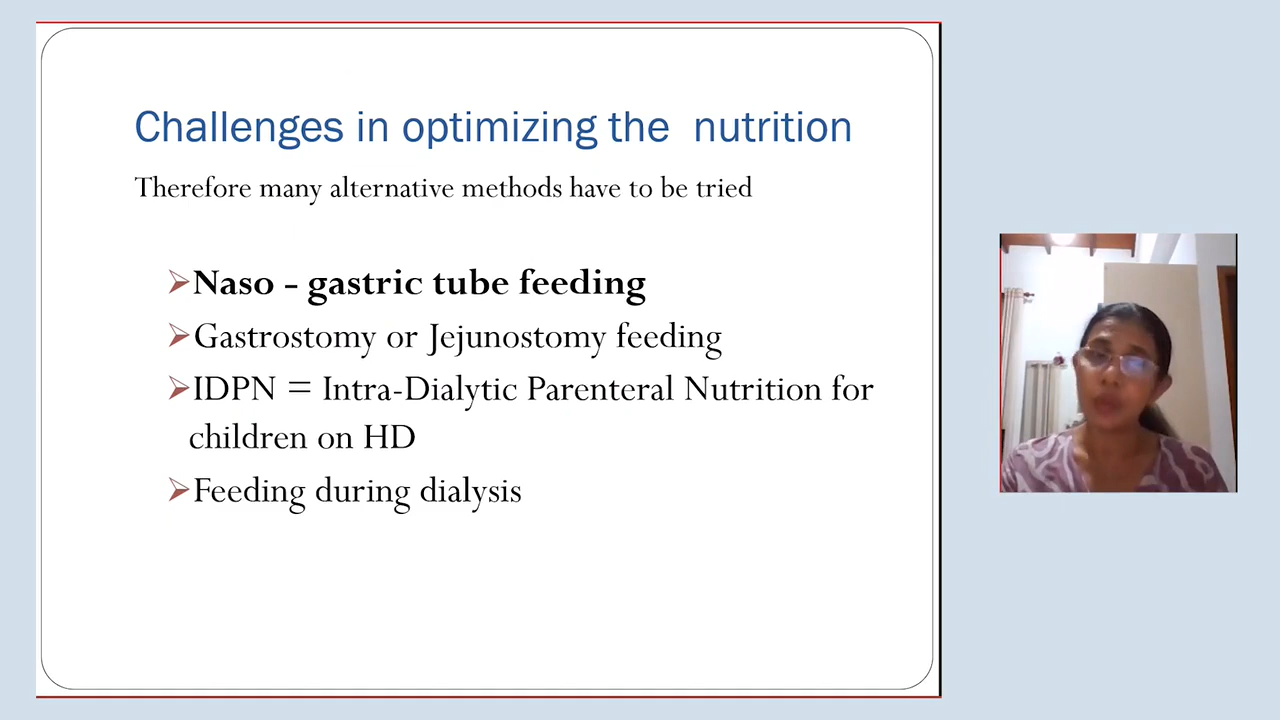 Challenges in optimizing the  nutrition
Therefore many alternative methods have to be tried
➢Naso - gastric tube feeding
➢Gastrostomy or Jejunostomy feeding
➢IDPN = Intra-Dialytic Parenteral Nutrition for
children on HD
➢Feeding during dialysis